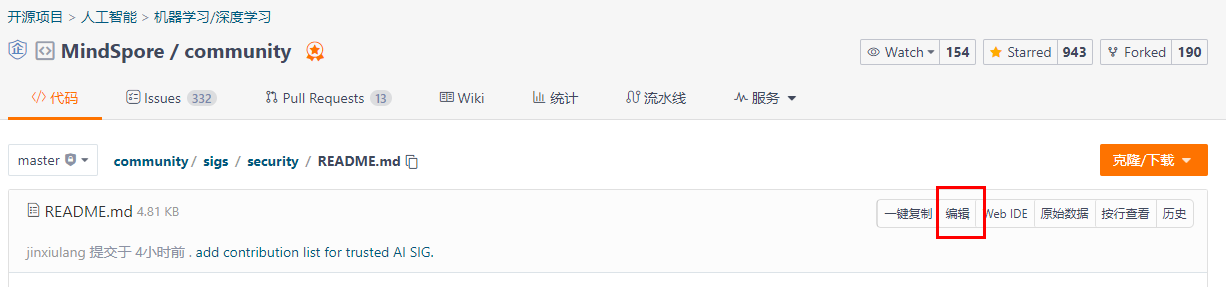 开源项目 > 人工智能 > 机器学习/深度学习
企 MindSpore / community
Watch 154 Starred 943 Forked 190
代码 Issues 332 Pull Requests 13 Wiki 统计 流水线 服务
master community / sigs / security / README.md 克隆/下载
README.md 4.81 KB 一键复制 编辑 Web IDE 原始数据 按行查看 历史
jinxiulang 提交于 4小时前 . add contribution list for trusted AI SIG.